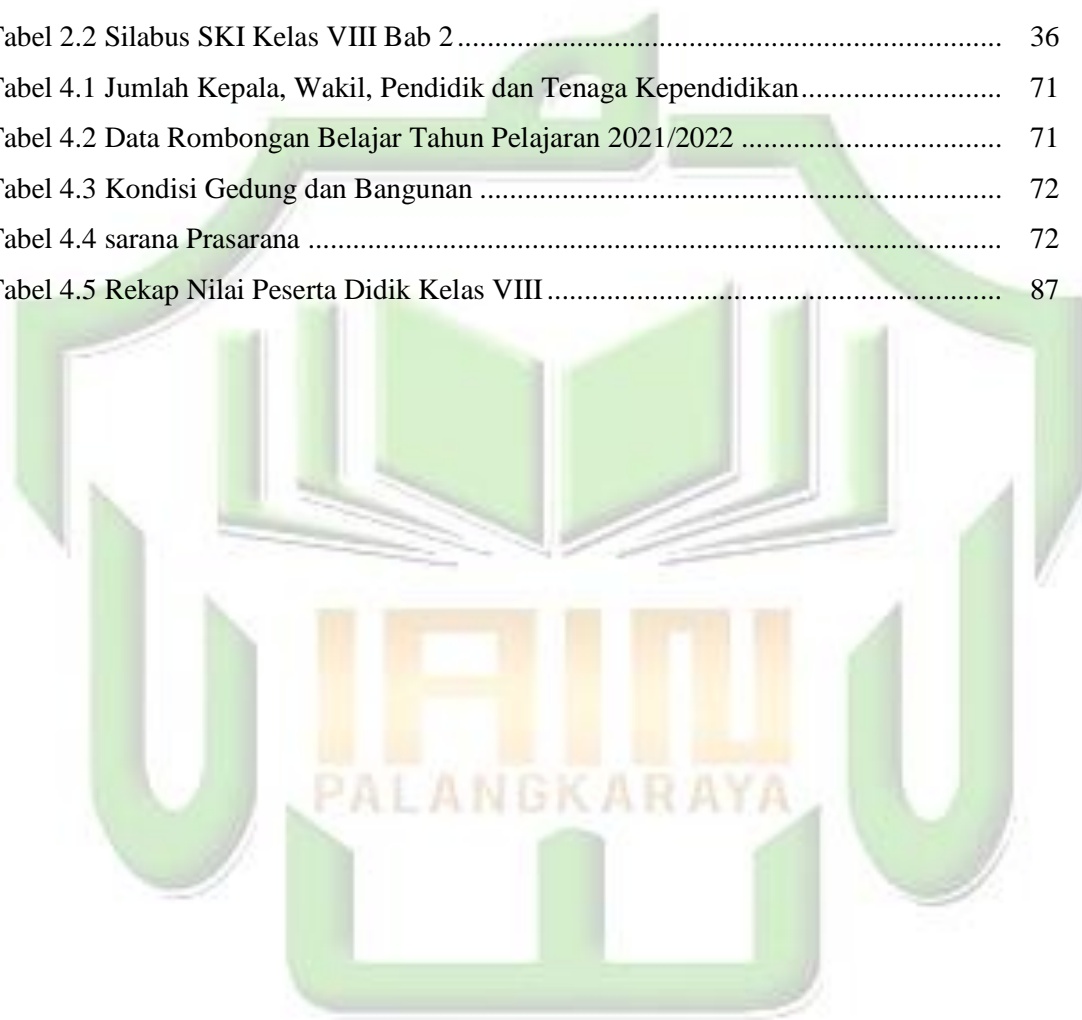 Tabel 2.2 Silabus SKI Kelas VIII Bab 2 ........................................................................ 36
Tabel 4.1 Jumlah Kepala, Wakil, Pendidik dan Tenaga Kependidikan........................... 71
Tabel 4.2 Data Rombongan Belajar Tahun Pelajaran 2021/2022 ................................... 71
Tabel 4.3 Kondisi Gedung dan Bangunan ..................................................................... 72
Tabel 4.4 sarana Prasarana ............................................................................................ 72
Tabel 4.5 Rekap Nilai Peserta Didik Kelas VIII ............................................................ 87
IAIN
PALANGKARAYA